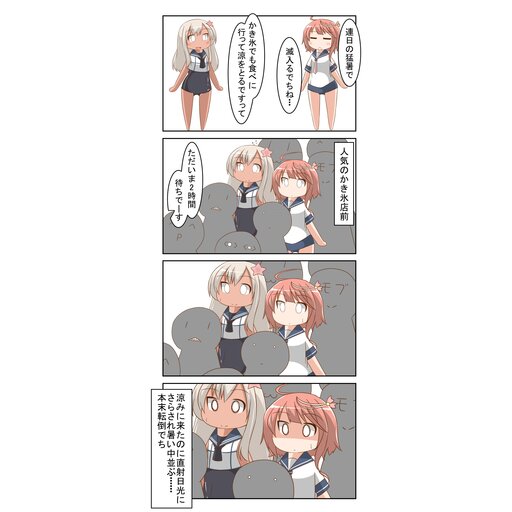 連日の猛暑で
滅入るでちね…
かき氷でも食べに
行って涼をとるですって
人気のかき氷店前
ただいま2時間
待ちでーす
モブ
モ
涼みに来たのに直射日光に
さらされ暑い中並ぶ……
本末転倒でち